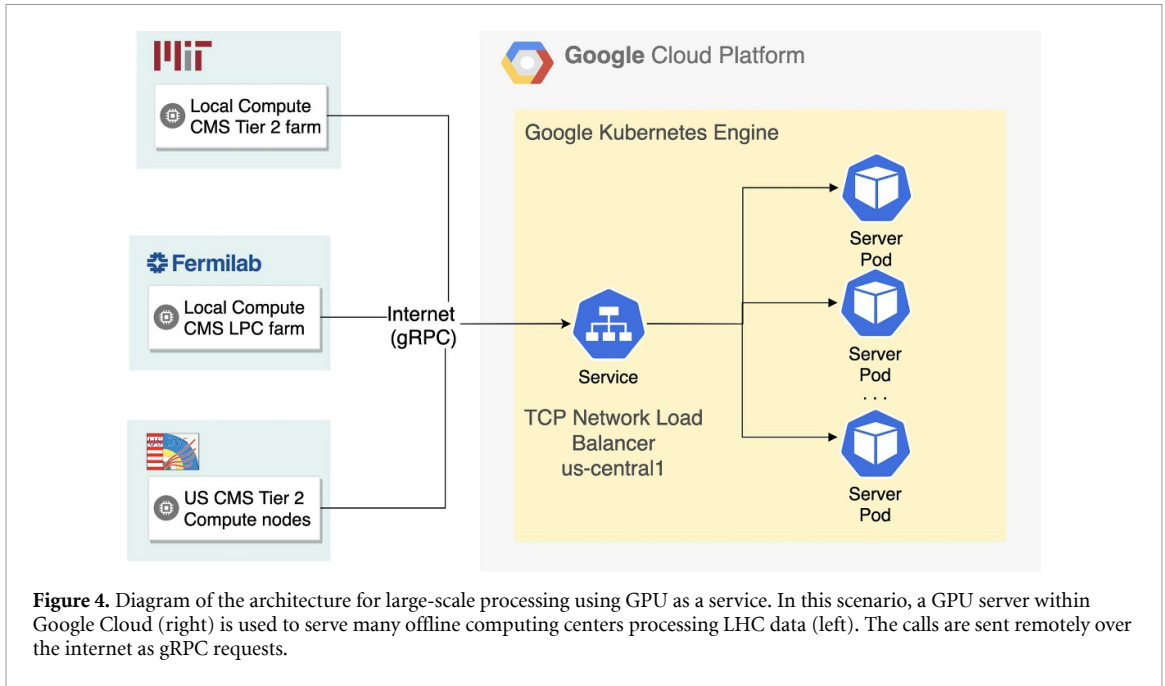 MIT
Local Compute
CMS Tier 2 farm
Fermilab
Local Compute
CMS LPC farm
US CMS Tier 2
Compute nodes
Internet
(gRPC)
Google Cloud Platform
Google Kubernetes Engine
Service
TCP Network Load
Balancer
us-central1
Server
Pod
Server
Pod
. . .
Server
Pod
Figure 4. Diagram of the architecture for large-scale processing using GPU as a service. In this scenario, a GPU server within
Google Cloud (right) is used to serve many offline computing centers processing LHC data (left). The calls are sent remotely over
the internet as gRPC requests.